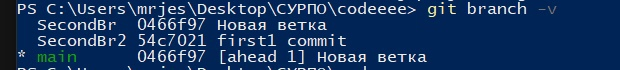 PS C:\Users\mrjes\Desktop\СУРПО\codeeee> git branch -v
SecondBr 0466f97 Новая ветка
SecondBr2 54c7021 first1 commit
* main 0466f97 [ahead 1] Новая ветка